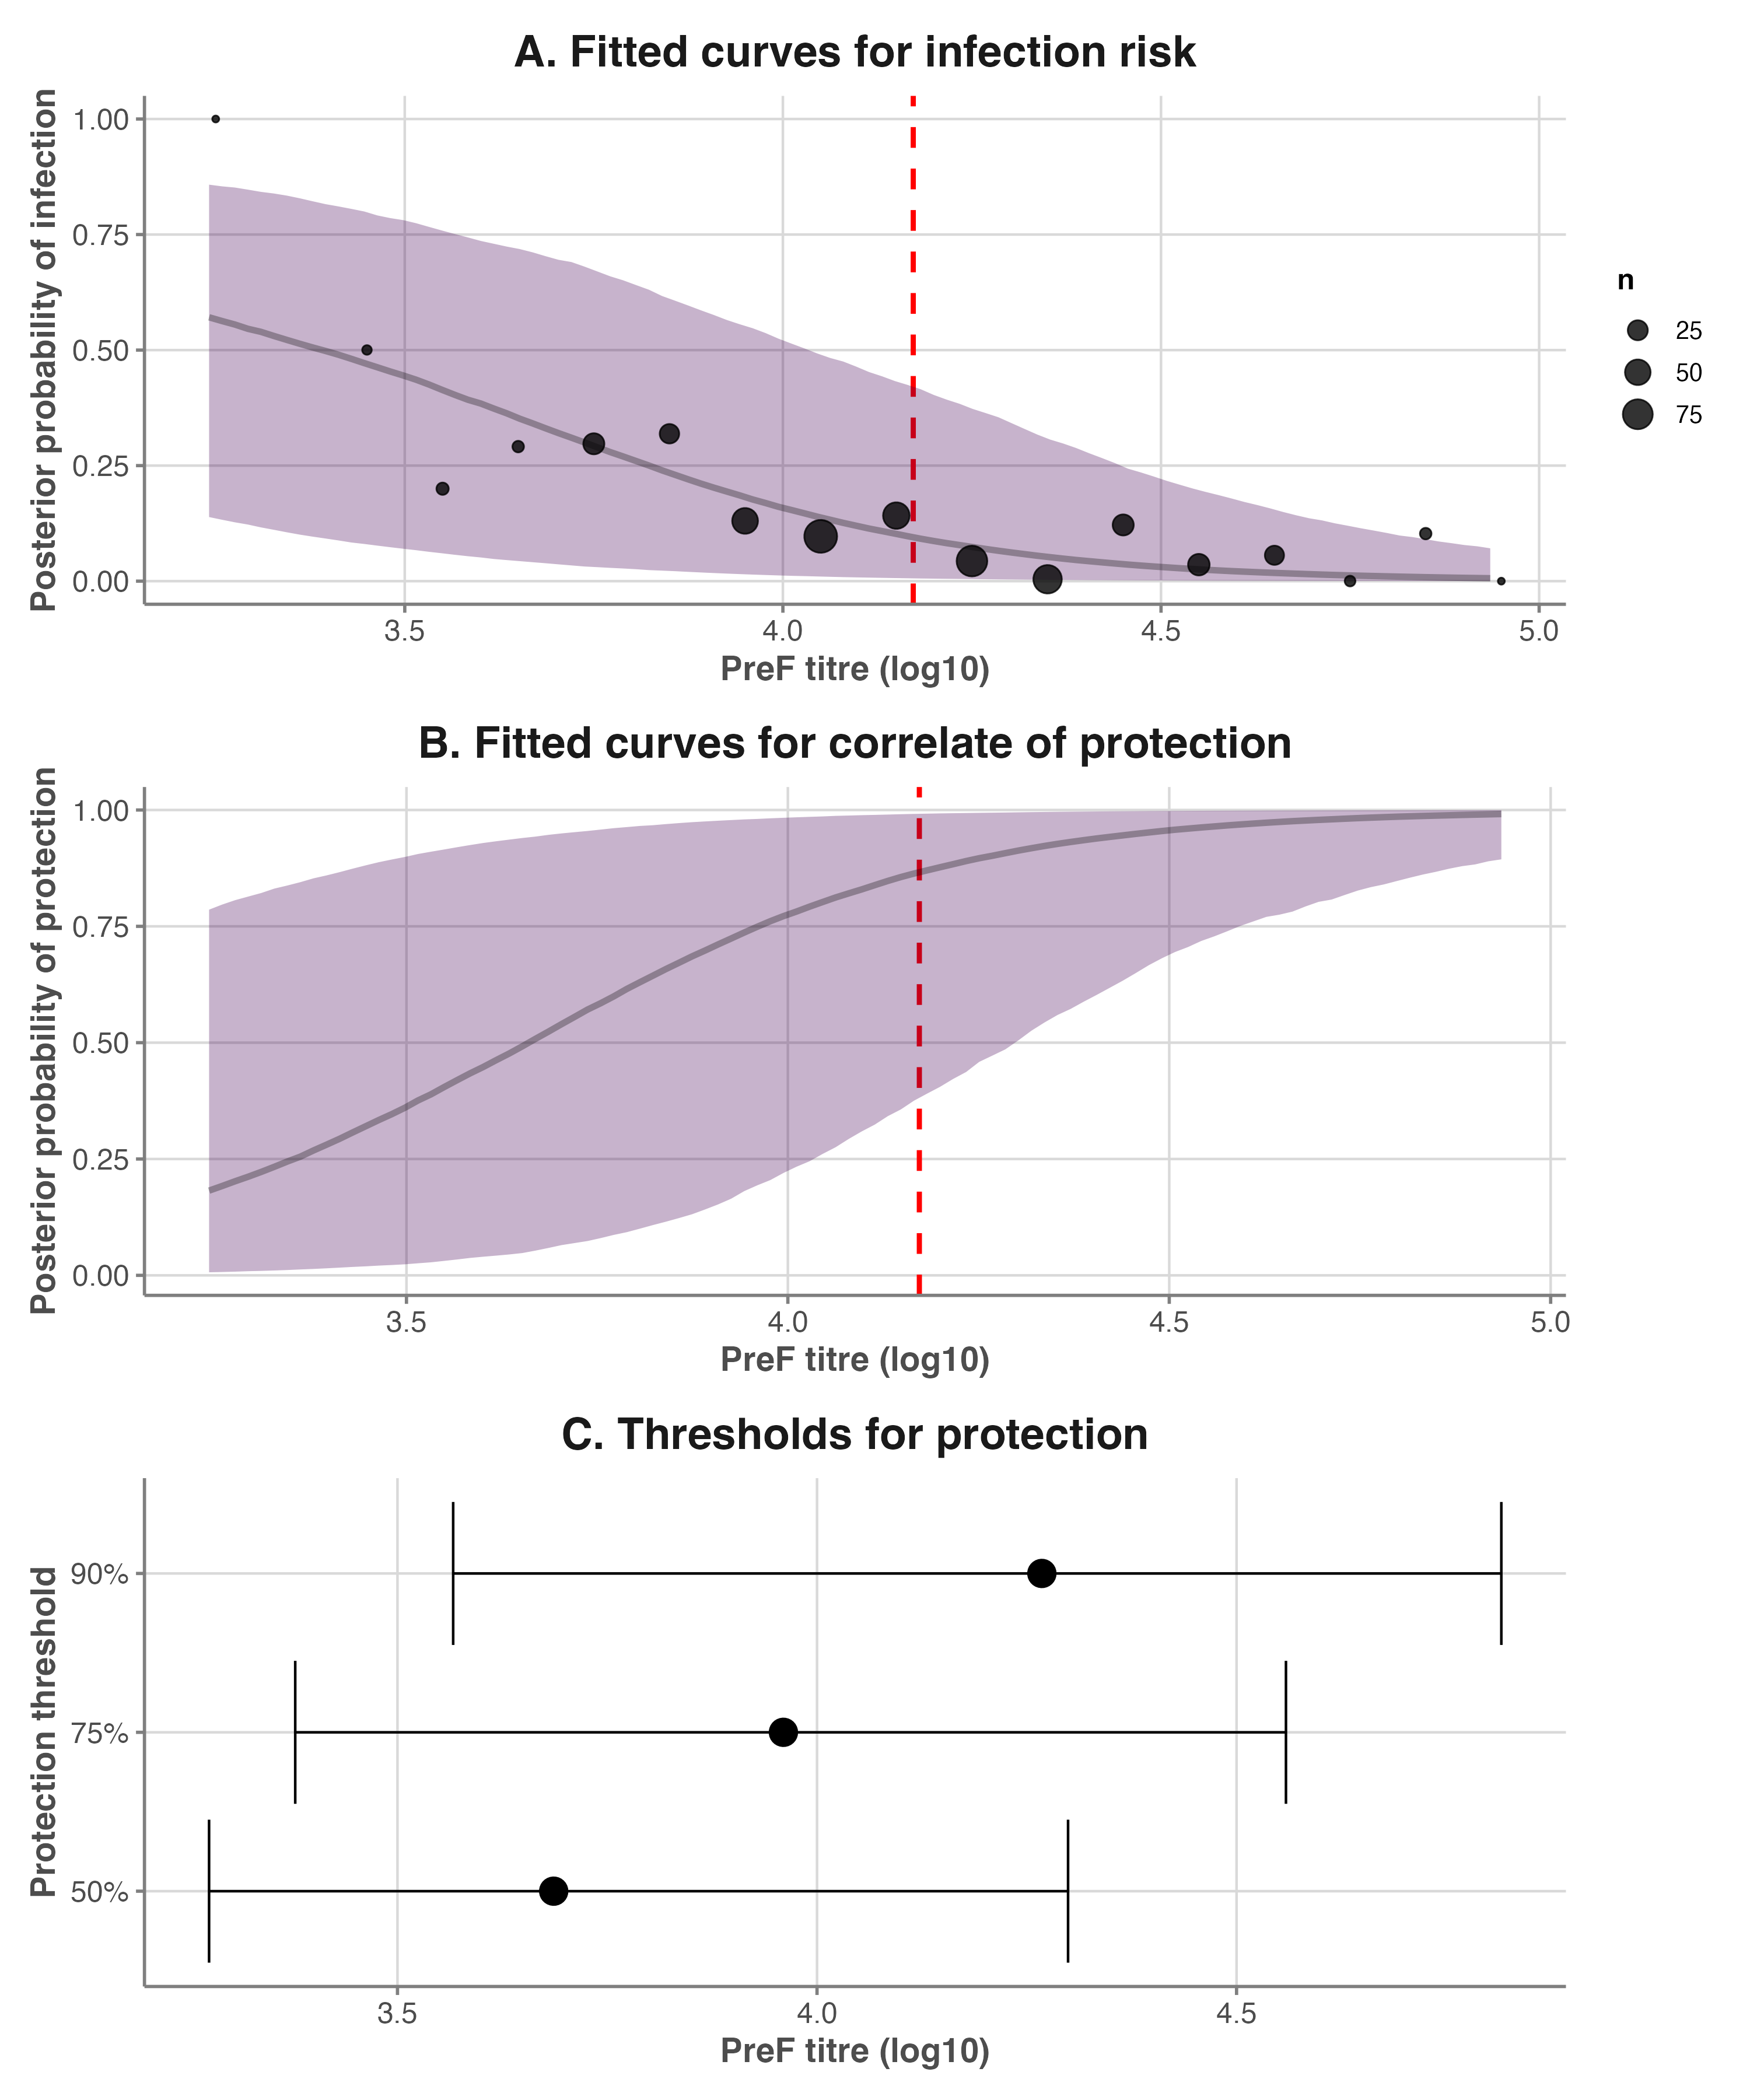 A. Fitted curves for infection risk
Posterior probability of infection
1.00
0.75
0.50
0.25
0.00
3.5
4.0
4.5
5.0
PreF titre (log10)
n
25
50
75
B. Fitted curves for correlate of protection
Posterior probability of protection
1.00
0.75
0.50
0.25
0.00
3.5
4.0
4.5
5.0
PreF titre (log10)
C. Thresholds for protection
Protection threshold
90%
75%
50%
3.5
4.0
4.5
PreF titre (log10)